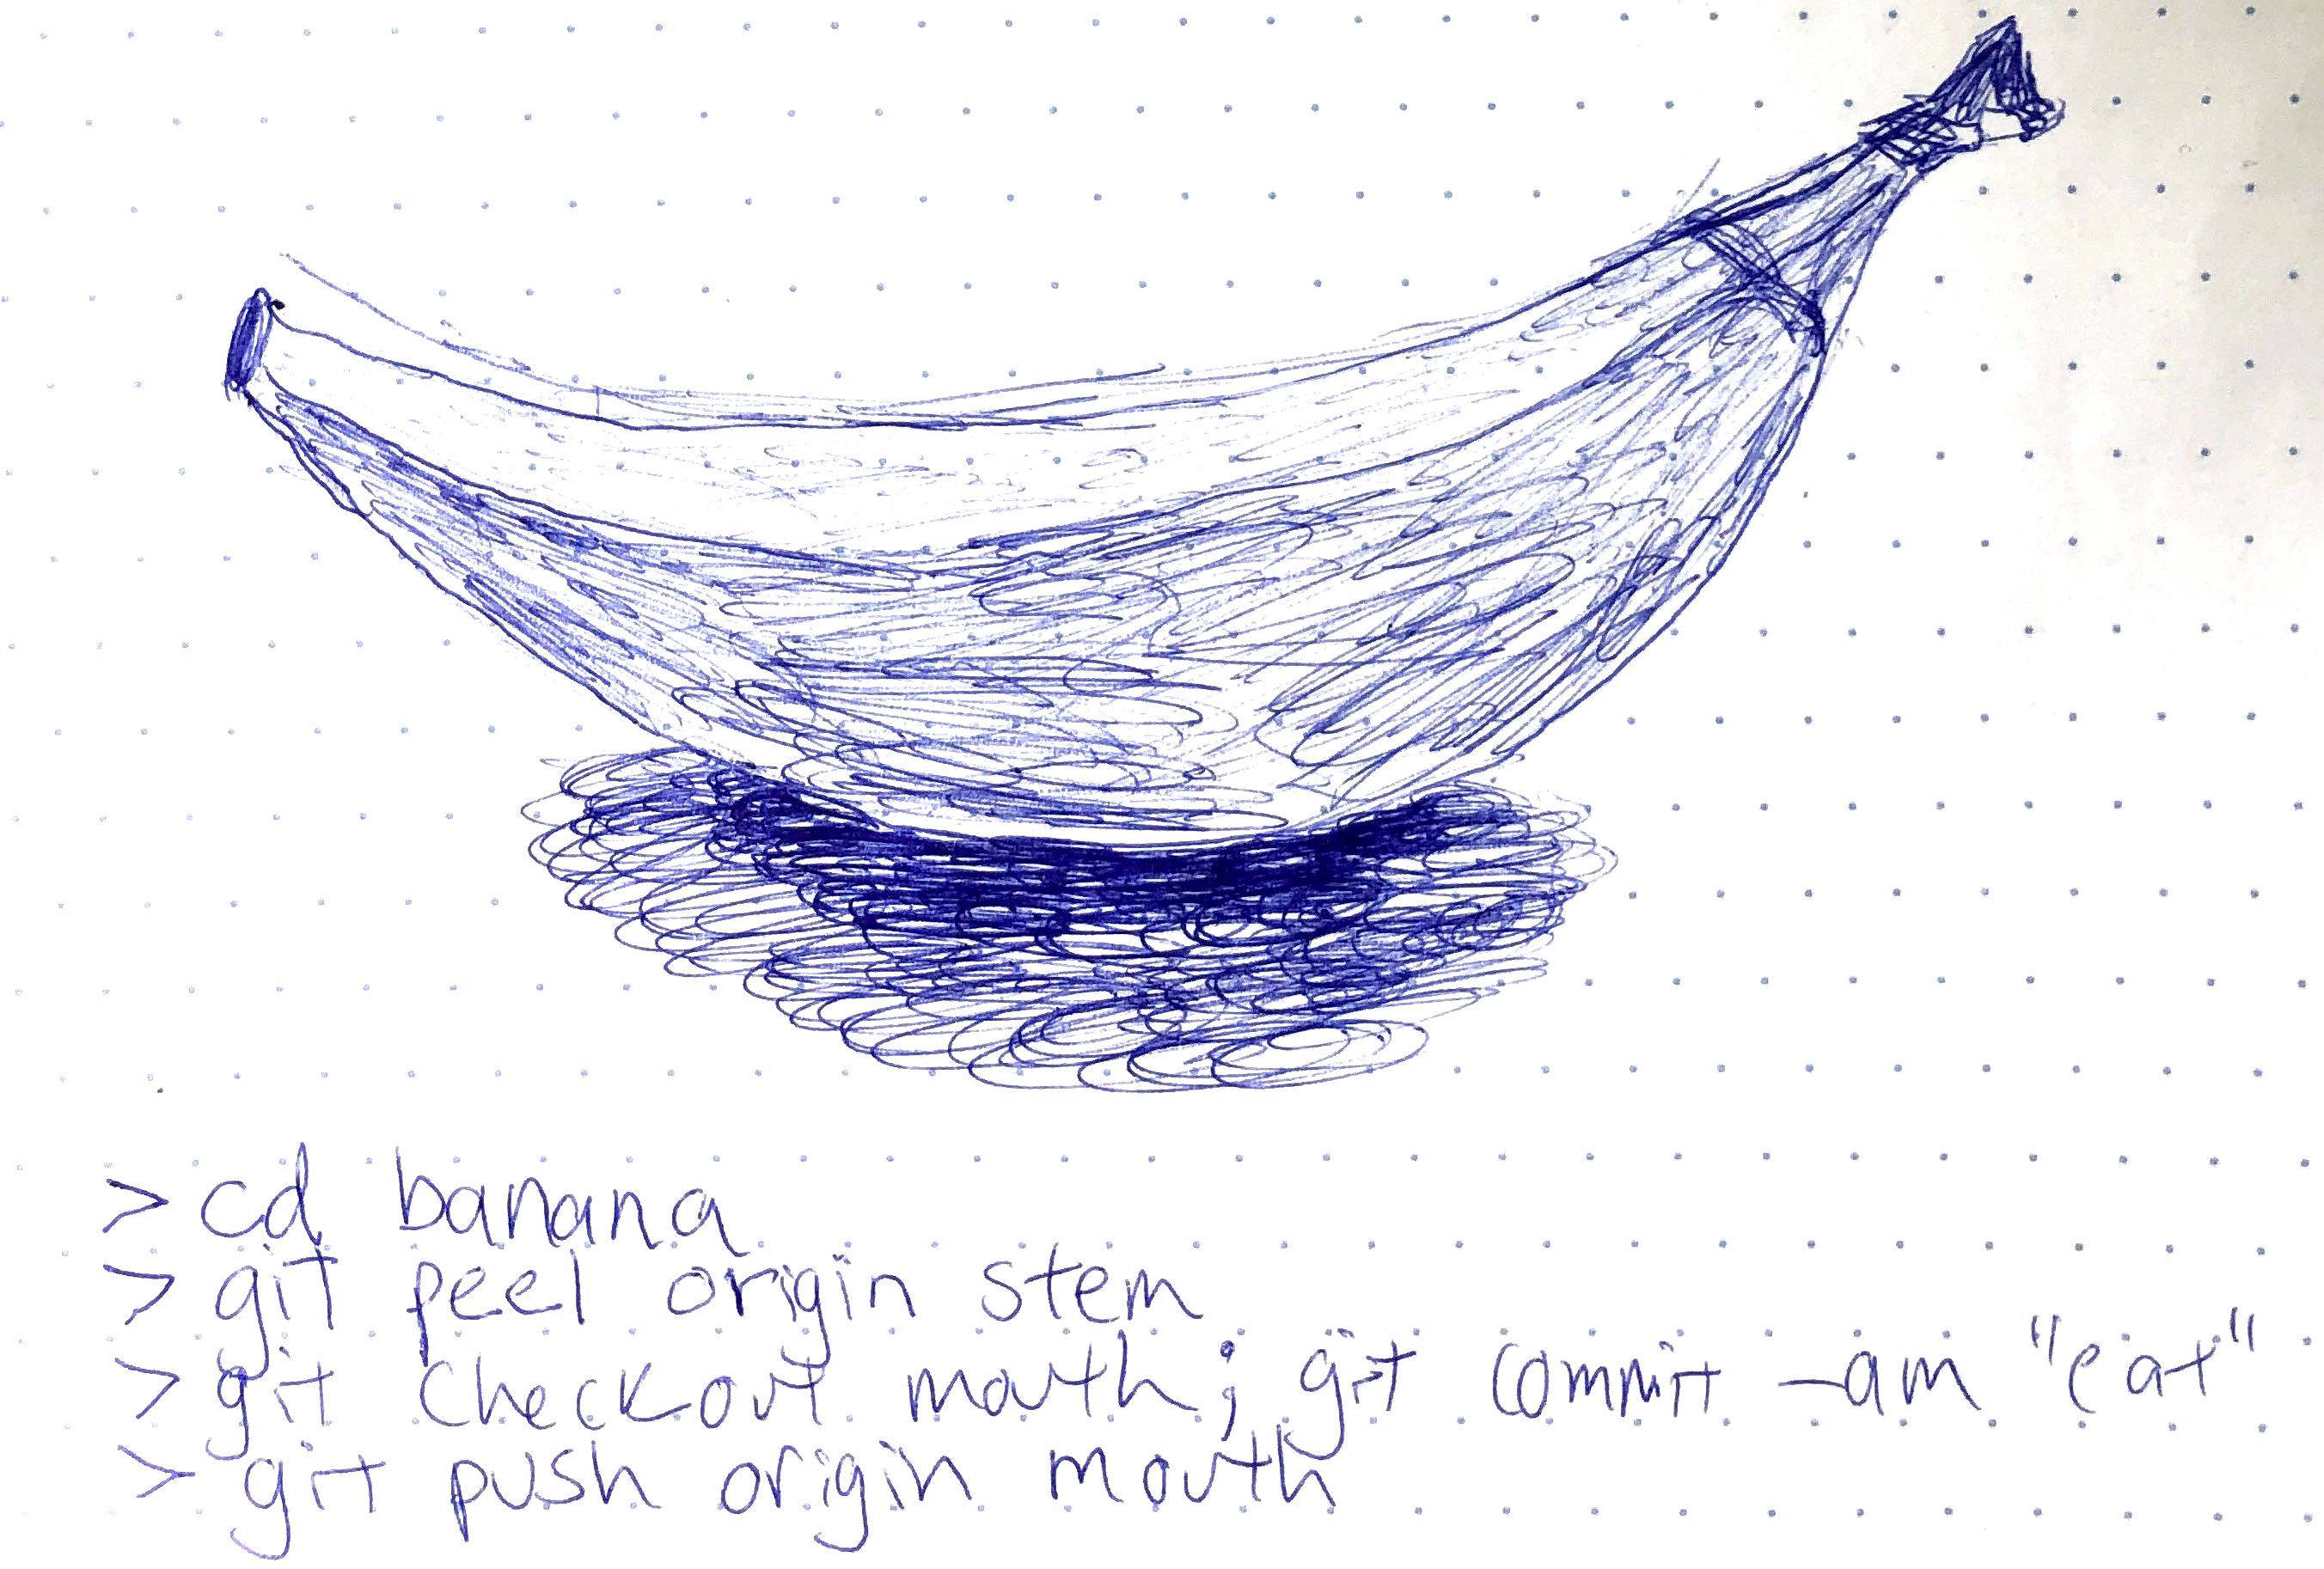 > cd banana
> git peel origin stem
> git checkout mouth; git commit -am "eat"
> git push origin mouth